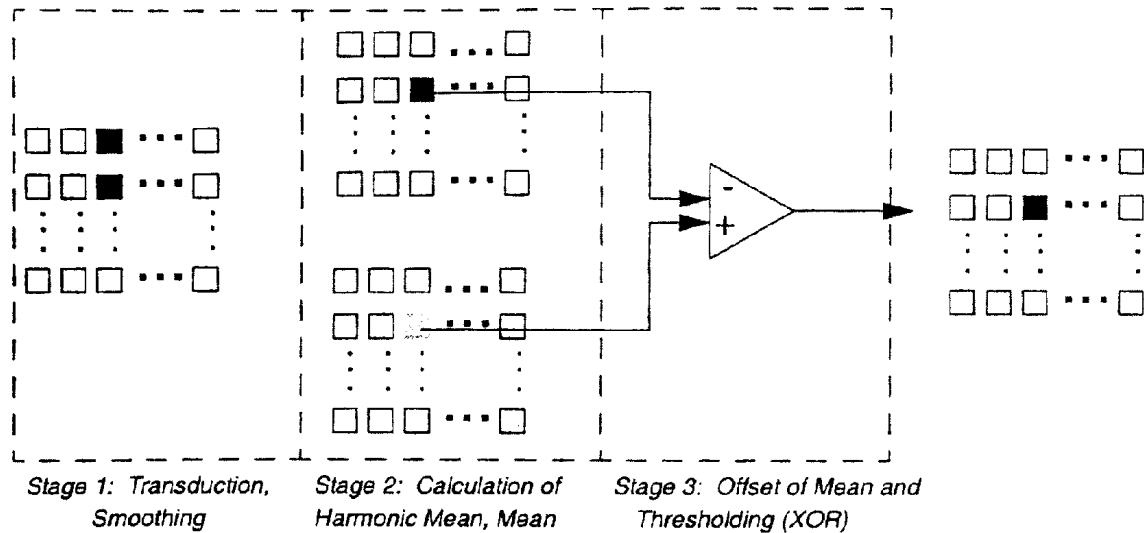 -
+
Stage 1: Transduction,
Smoothing
Stage 2: Calculation of
Harmonic Mean, Mean
Stage 3: Offset of Mean and
Thresholding (XOR)